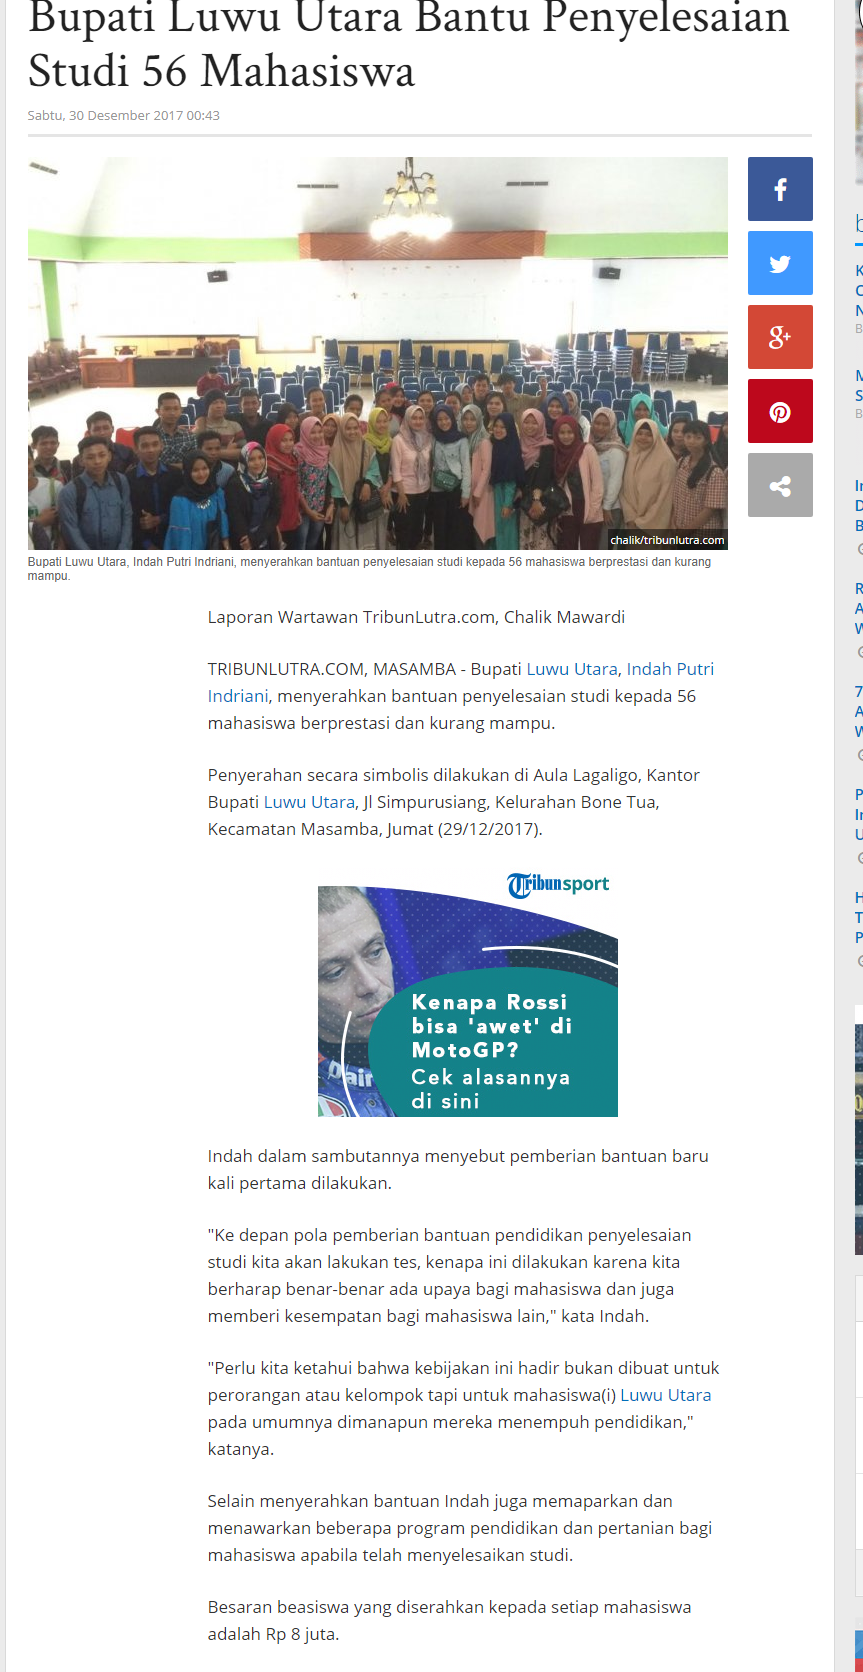 Bupati Luwu Utara Bantu Penyelesaian
Studi 56 Mahasiswa
Sabtu, 30 Desember 2017 00:43
chalik/tribunlutra.com
Bupati Luwu Utara, Indah Putri Indriani, menyerahkan bantuan penyelesaian studi kepada 56 mahasiswa berprestasi dan kurang
mampu.
Laporan Wartawan TribunLutra.com, Chalik Mawardi
TRIBUNLUTRA.COM, MASAMBA - Bupati Luwu Utara, Indah Putri
Indriani, menyerahkan bantuan penyelesaian studi kepada 56
mahasiswa berprestasi dan kurang mampu.
Penyerahan secara simbolis dilakukan di Aula Lagaligo, Kantor
Bupati Luwu Utara, Jl Simpurusiang, Kelurahan Bone Tua,
Kecamatan Masamba, Jumat (29/12/2017).
Tribunsport
Kenapa Rossi
bisa 'awet' di
MotoGP?
Cek alasannya
di sini
Indah dalam sambutannya menyebut pemberian bantuan baru
kali pertama dilakukan.
"Ke depan pola pemberian bantuan pendidikan penyelesaian
studi kita akan lakukan tes, kenapa ini dilakukan karena kita
berharap benar-benar ada upaya bagi mahasiswa dan juga
memberi kesempatan bagi mahasiswa lain," kata Indah.
"Perlu kita ketahui bahwa kebijakan ini hadir bukan dibuat untuk
perorangan atau kelompok tapi untuk mahasiswa(i) Luwu Utara
pada umumnya dimanapun mereka menempuh pendidikan,"
katanya.
Selain menyerahkan bantuan Indah juga memaparkan dan
menawarkan beberapa program pendidikan dan pertanian bagi
mahasiswa apabila telah menyelesaikan studi.
Besaran beasiswa yang diserahkan kepada setiap mahasiswa
adalah Rp 8 juta.